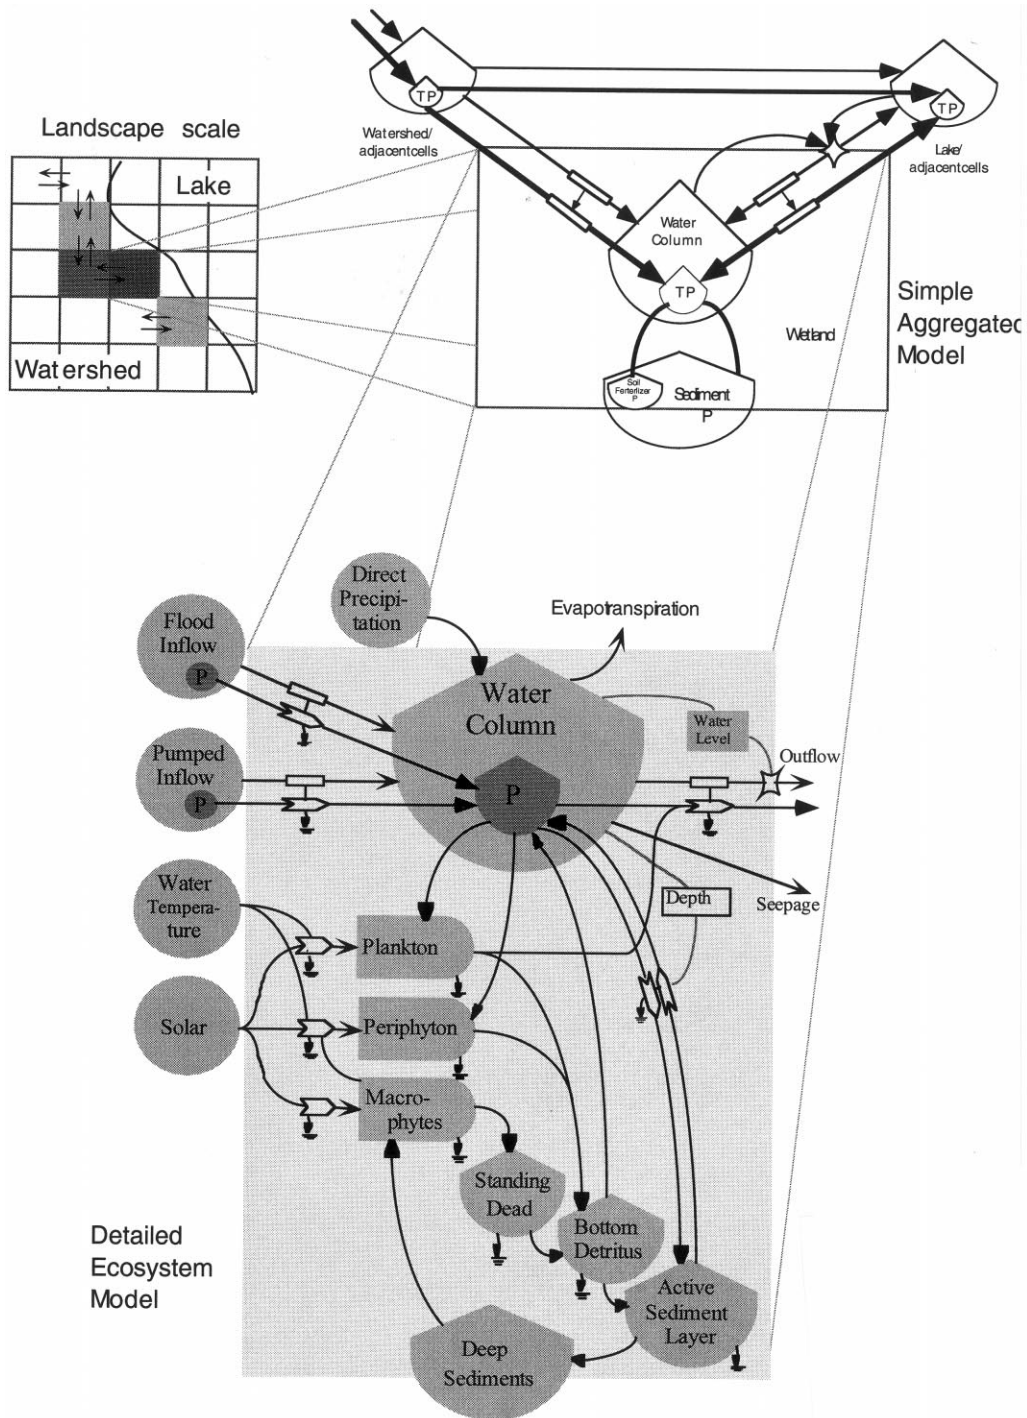 Landscape scale
Lake
Watershed
TP
Watershed/
adjacentcells
TP
Lake/
adjacentcells
Water
Column
TP
Wetland
Soil
Ferterlizer
P
Sediment
P
Simple
Aggregated
Model
Direct
Precipi-
tation
Evapotranspiration
Flood
Inflow
P
Water
Column
Water
Level
Pumped
Inflow
P
P
Outflow
Water
Tempera-
ture
Depth
Seepage
Plankton
Solar
Periphyton
Macro-
phytes
Standing
Dead
Bottom
Detritus
Detailed
Ecosystem
Model
Active
Sediment
Layer
Deep
Sediments